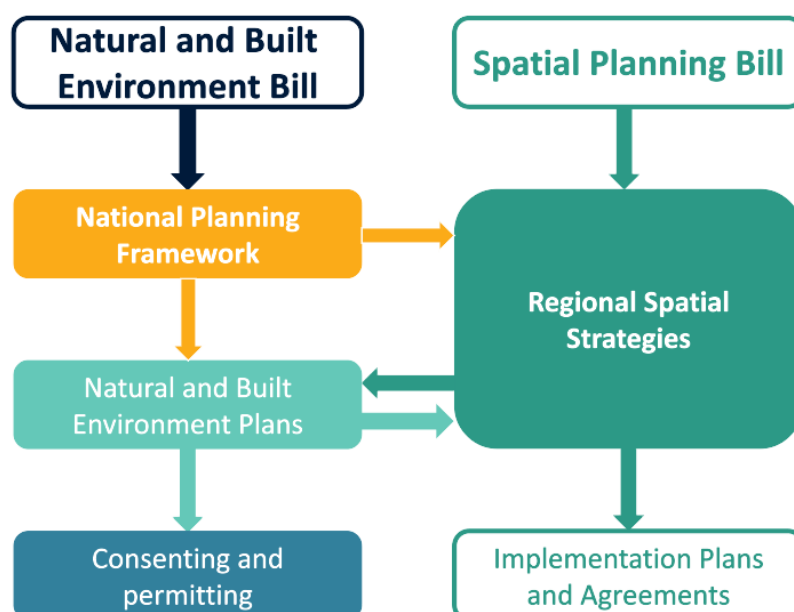 Natural and Built
Environment Bill
Spatial Planning Bill
National Planning
Framework
Regional Spatial
Strategies
Natural and Built
Environment Plans
Consenting and
permitting
Implementation Plans
and Agreements